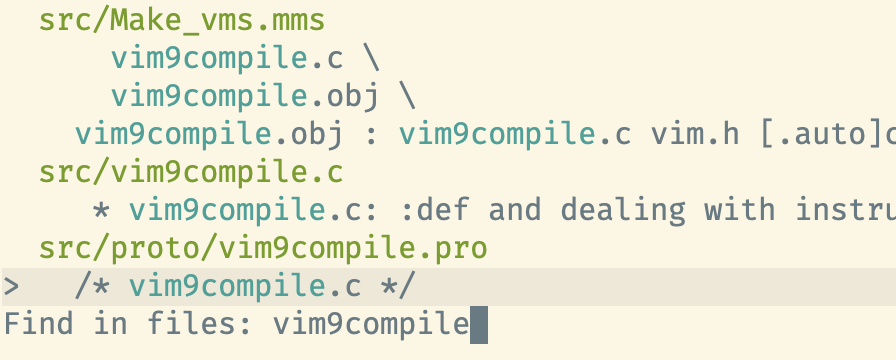 src/Make_vms.mms
vim9compile.c \
vim9compile.obj \
vim9compile.obj : vim9compile.c vim.h [.auto]c
src/vim9compile.c
* vim9compile.c: :def and dealing with instru
src/proto/vim9compile.pro
> /* vim9compile.c */
Find in files: vim9compile